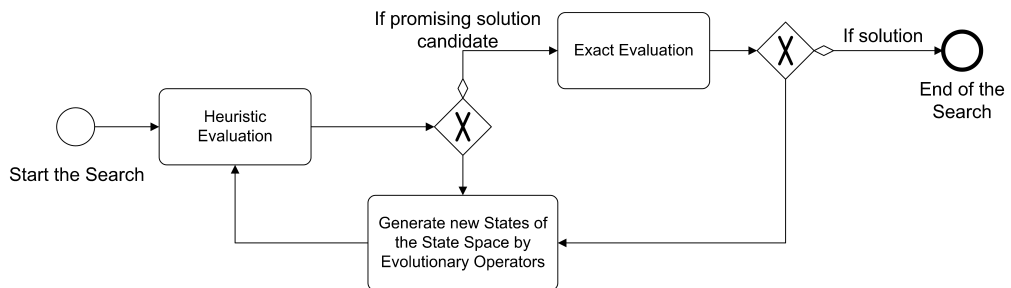 If promising solution
candidate
Exact Evaluation
If solution
End of the
Search
Heuristic
Evaluation
X
X
Start the Search
Generate new States of
the State Space by
Evolutionary Operators